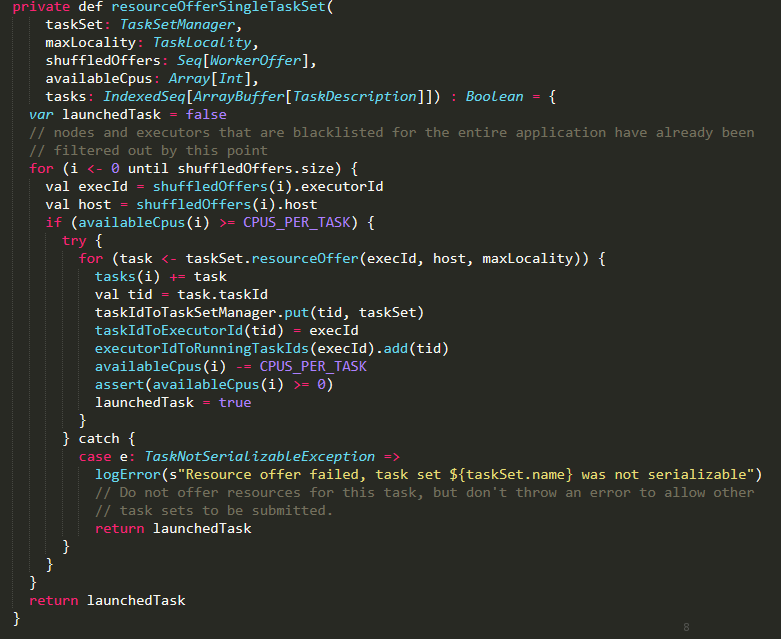 private def resourceOfferSingleTaskSet(
    taskSet: TaskSetManager,
    maxLocality: TaskLocality,
    shuffledOffers: Seq[WorkerOffer],
    availableCpus: Array[Int],
    tasks: IndexedSeq[ArrayBuffer[TaskDescription]]) : Boolean = {
  var launchedTask = false
  // nodes and executors that are blacklisted for the entire application have already been
  // filtered out by this point
  for (i <- 0 until shuffledOffers.size) {
    val execId = shuffledOffers(i).executorId
    val host = shuffledOffers(i).host
    if (availableCpus(i) >= CPUS_PER_TASK) {
      try {
        for (task <- taskSet.resourceOffer(execId, host, maxLocality)) {
          tasks(i) += task
          val tid = task.taskId
          taskIdToTaskSetManager.put(tid, taskSet)
          taskIdToExecutorId(tid) = execId
          executorIdToRunningTaskIds(execId).add(tid)
          availableCpus(i) -= CPUS_PER_TASK
          assert(availableCpus(i) >= 0)
          launchedTask = true
        }
      } catch {
        case e: TaskNotSerializableException =>
          logError(s"Resource offer failed, task set ${taskSet.name} was not serializable")
          // Do not offer resources for this task, but don't throw an error to allow other
          // task sets to be submitted.
          return launchedTask
      }
    }
  }
  return launchedTask
}
8